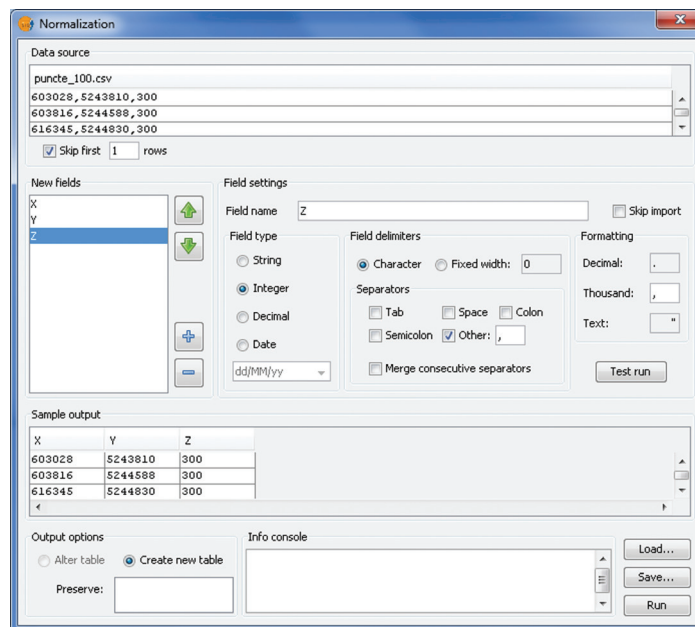 Normalization
Data source
puncte_100.csv
603028,5243810,300
603816,5244588,300
616345,5244830,300
Skip first 1 rows
New fields
X
Y
Z
Field settings
Field name Z Skip import
Field type
String
Integer
Decimal
Date
dd/MM/yy
Field delimiters
Character Fixed width: 0
Separators
Tab Space Colon
Semicolon Other: ,
Merge consecutive separators
Formatting
Decimal: .
Thousand: ,
Text: "
Test run
Sample output
X Y Z
603028 5243810 300
603816 5244588 300
616345 5244830 300
Output options
Alter table Create new table
Preserve:
Info console
Load...
Save...
Run